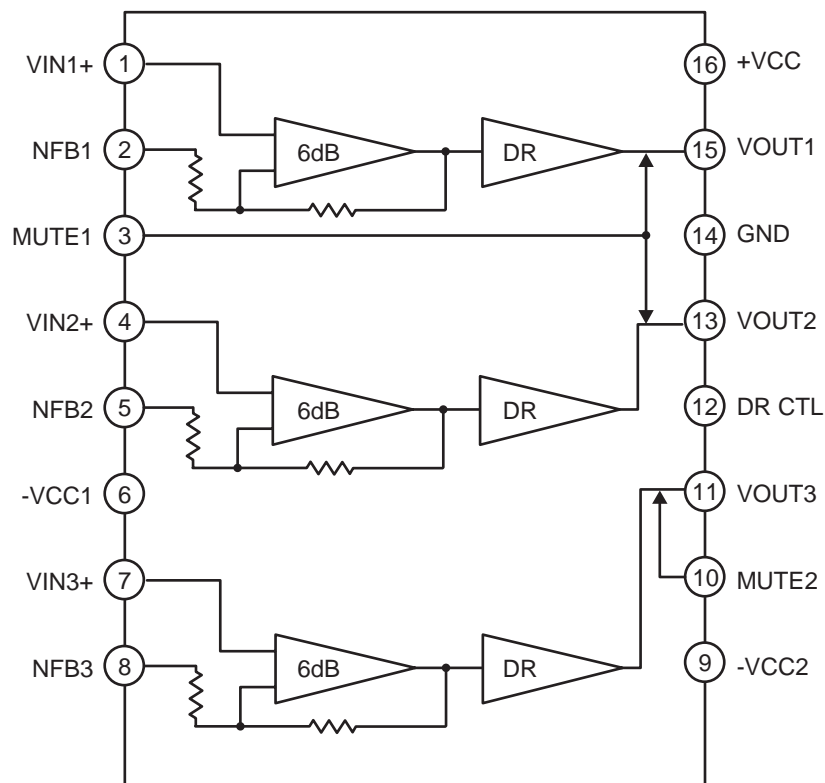 VIN1+ 1
16 +VCC
NFB1 2
6dB
DR
15 VOUT1
MUTE1 3
14 GND
VIN2+ 4
13 VOUT2
NFB2 5
6dB
DR
12 DR CTL
-VCC1 6
11 VOUT3
VIN3+ 7
10 MUTE2
NFB3 8
6dB
DR
9 -VCC2